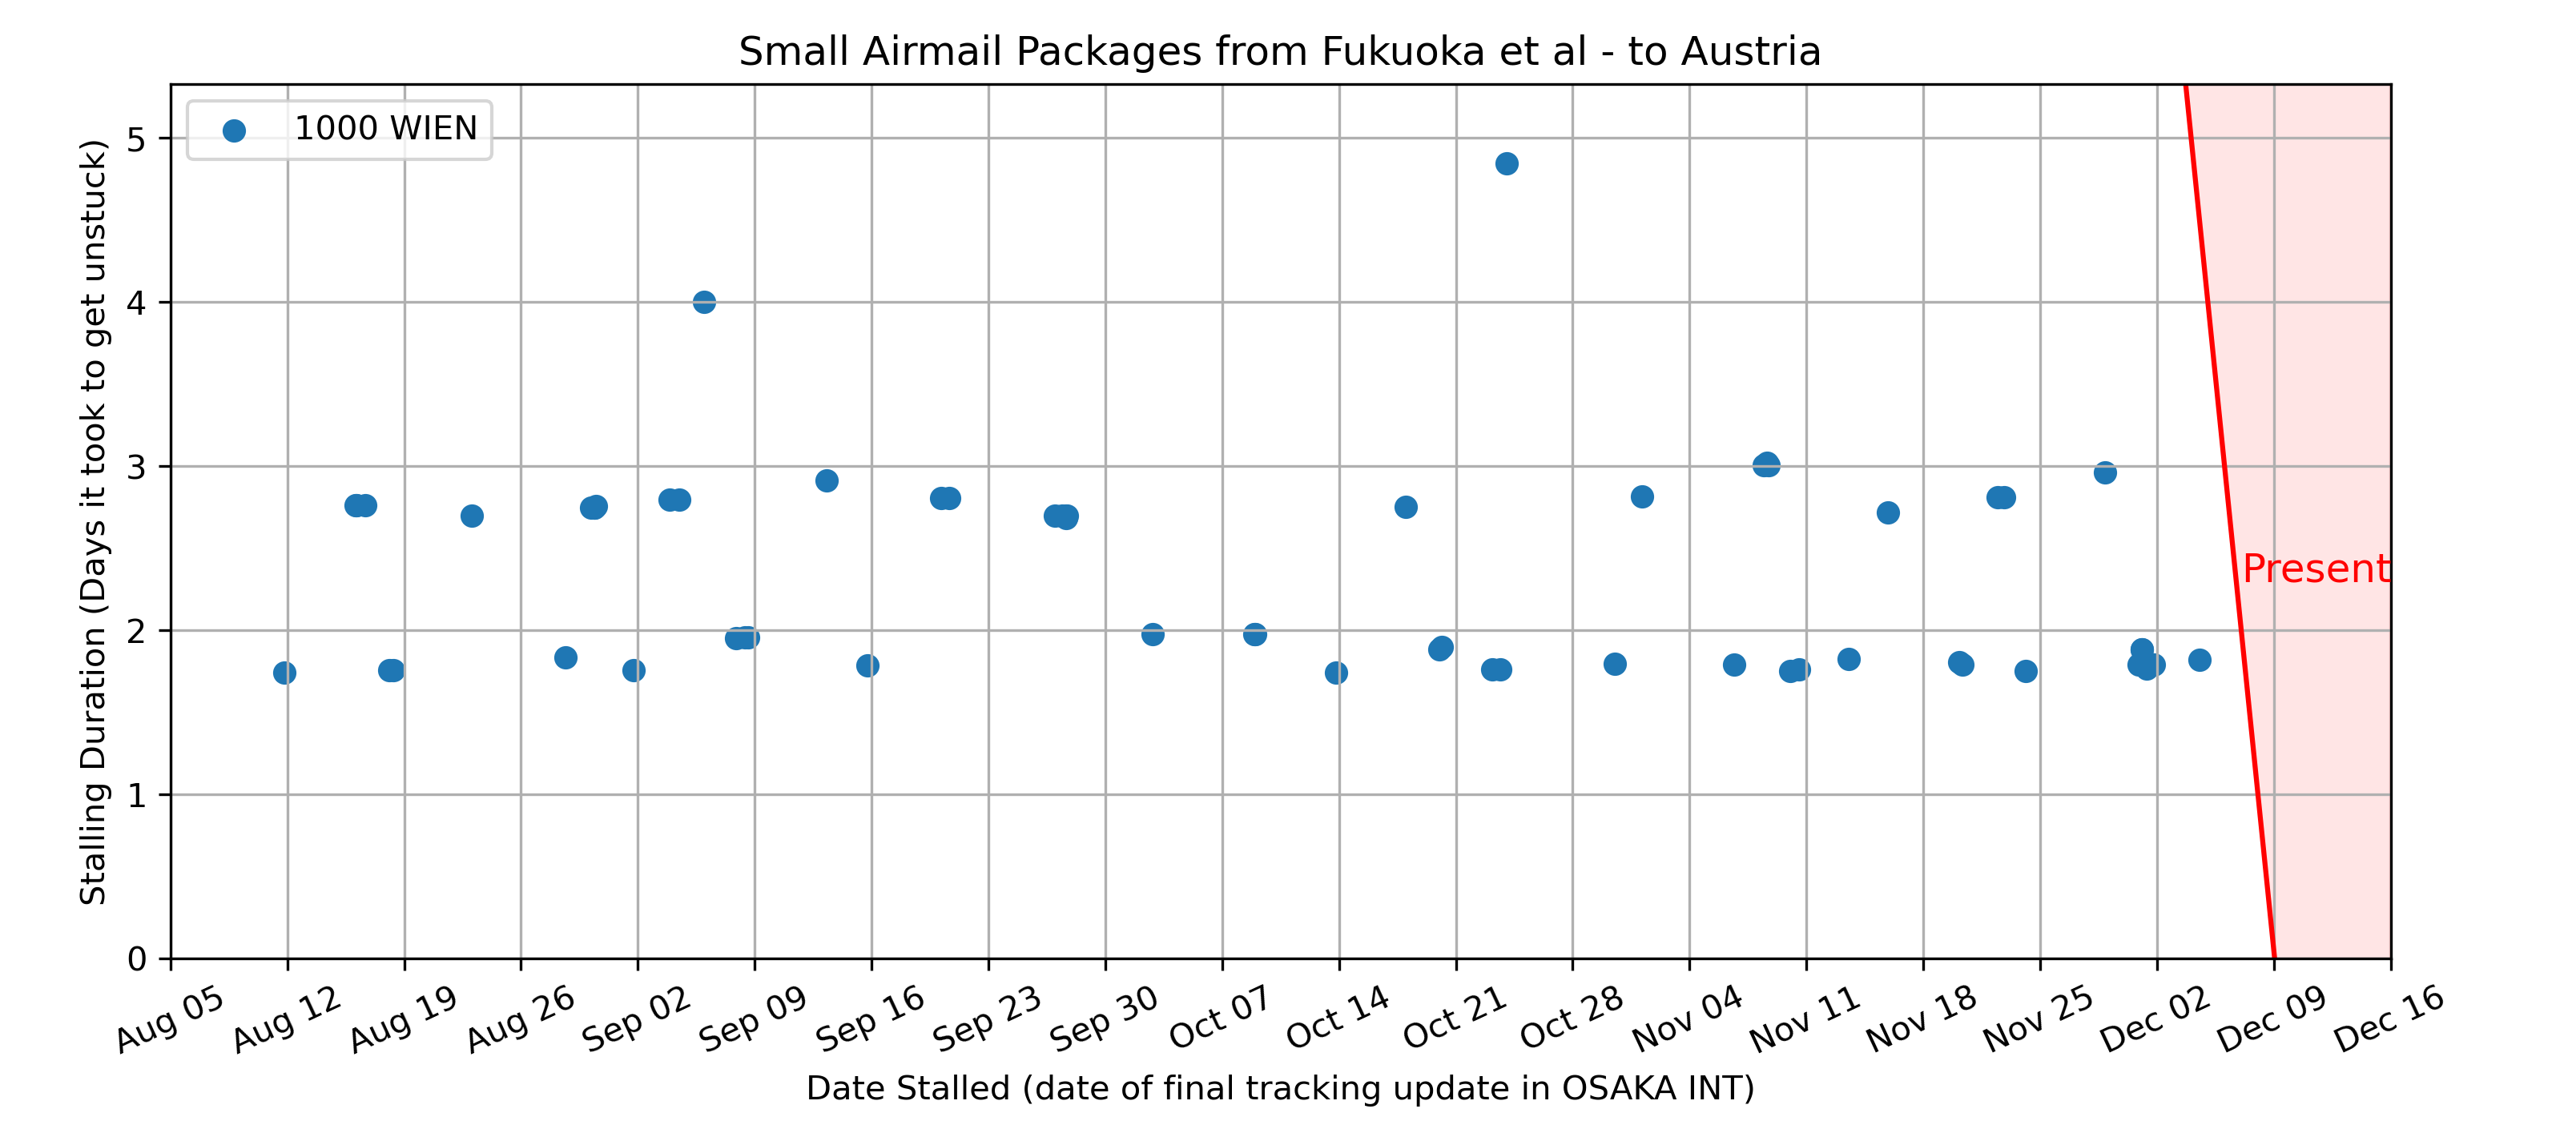 Small Airmail Packages from Fukuoka et al - to Austria
1000 WIEN
Stalling Duration (Days it took to get unstuck)
5
4
3
2
1
0
Present
Aug 05
Aug 12
Aug 19
Aug 26
Sep 02
Sep 09
Sep 16
Sep 23
Sep 30
Oct 07
Oct 14
Oct 21
Oct 28
Nov 04
Nov 11
Nov 18
Nov 25
Dec 02
Dec 09
Dec 16
Date Stalled (date of final tracking update in OSAKA INT)